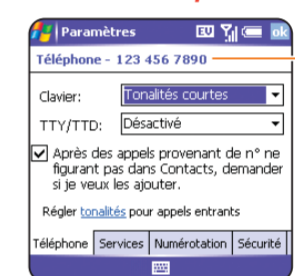 Paramètres EV ok
Téléphone - 123 456 7890
Clavier: Tonalités courtes
TTY/TTD: Désactivé
Après des appels provenant de n° ne
figurant pas dans Contacts, demander
si je veux les ajouter.
Régler tonalités pour appels entrants
Téléphone Services Numérotation Sécurité